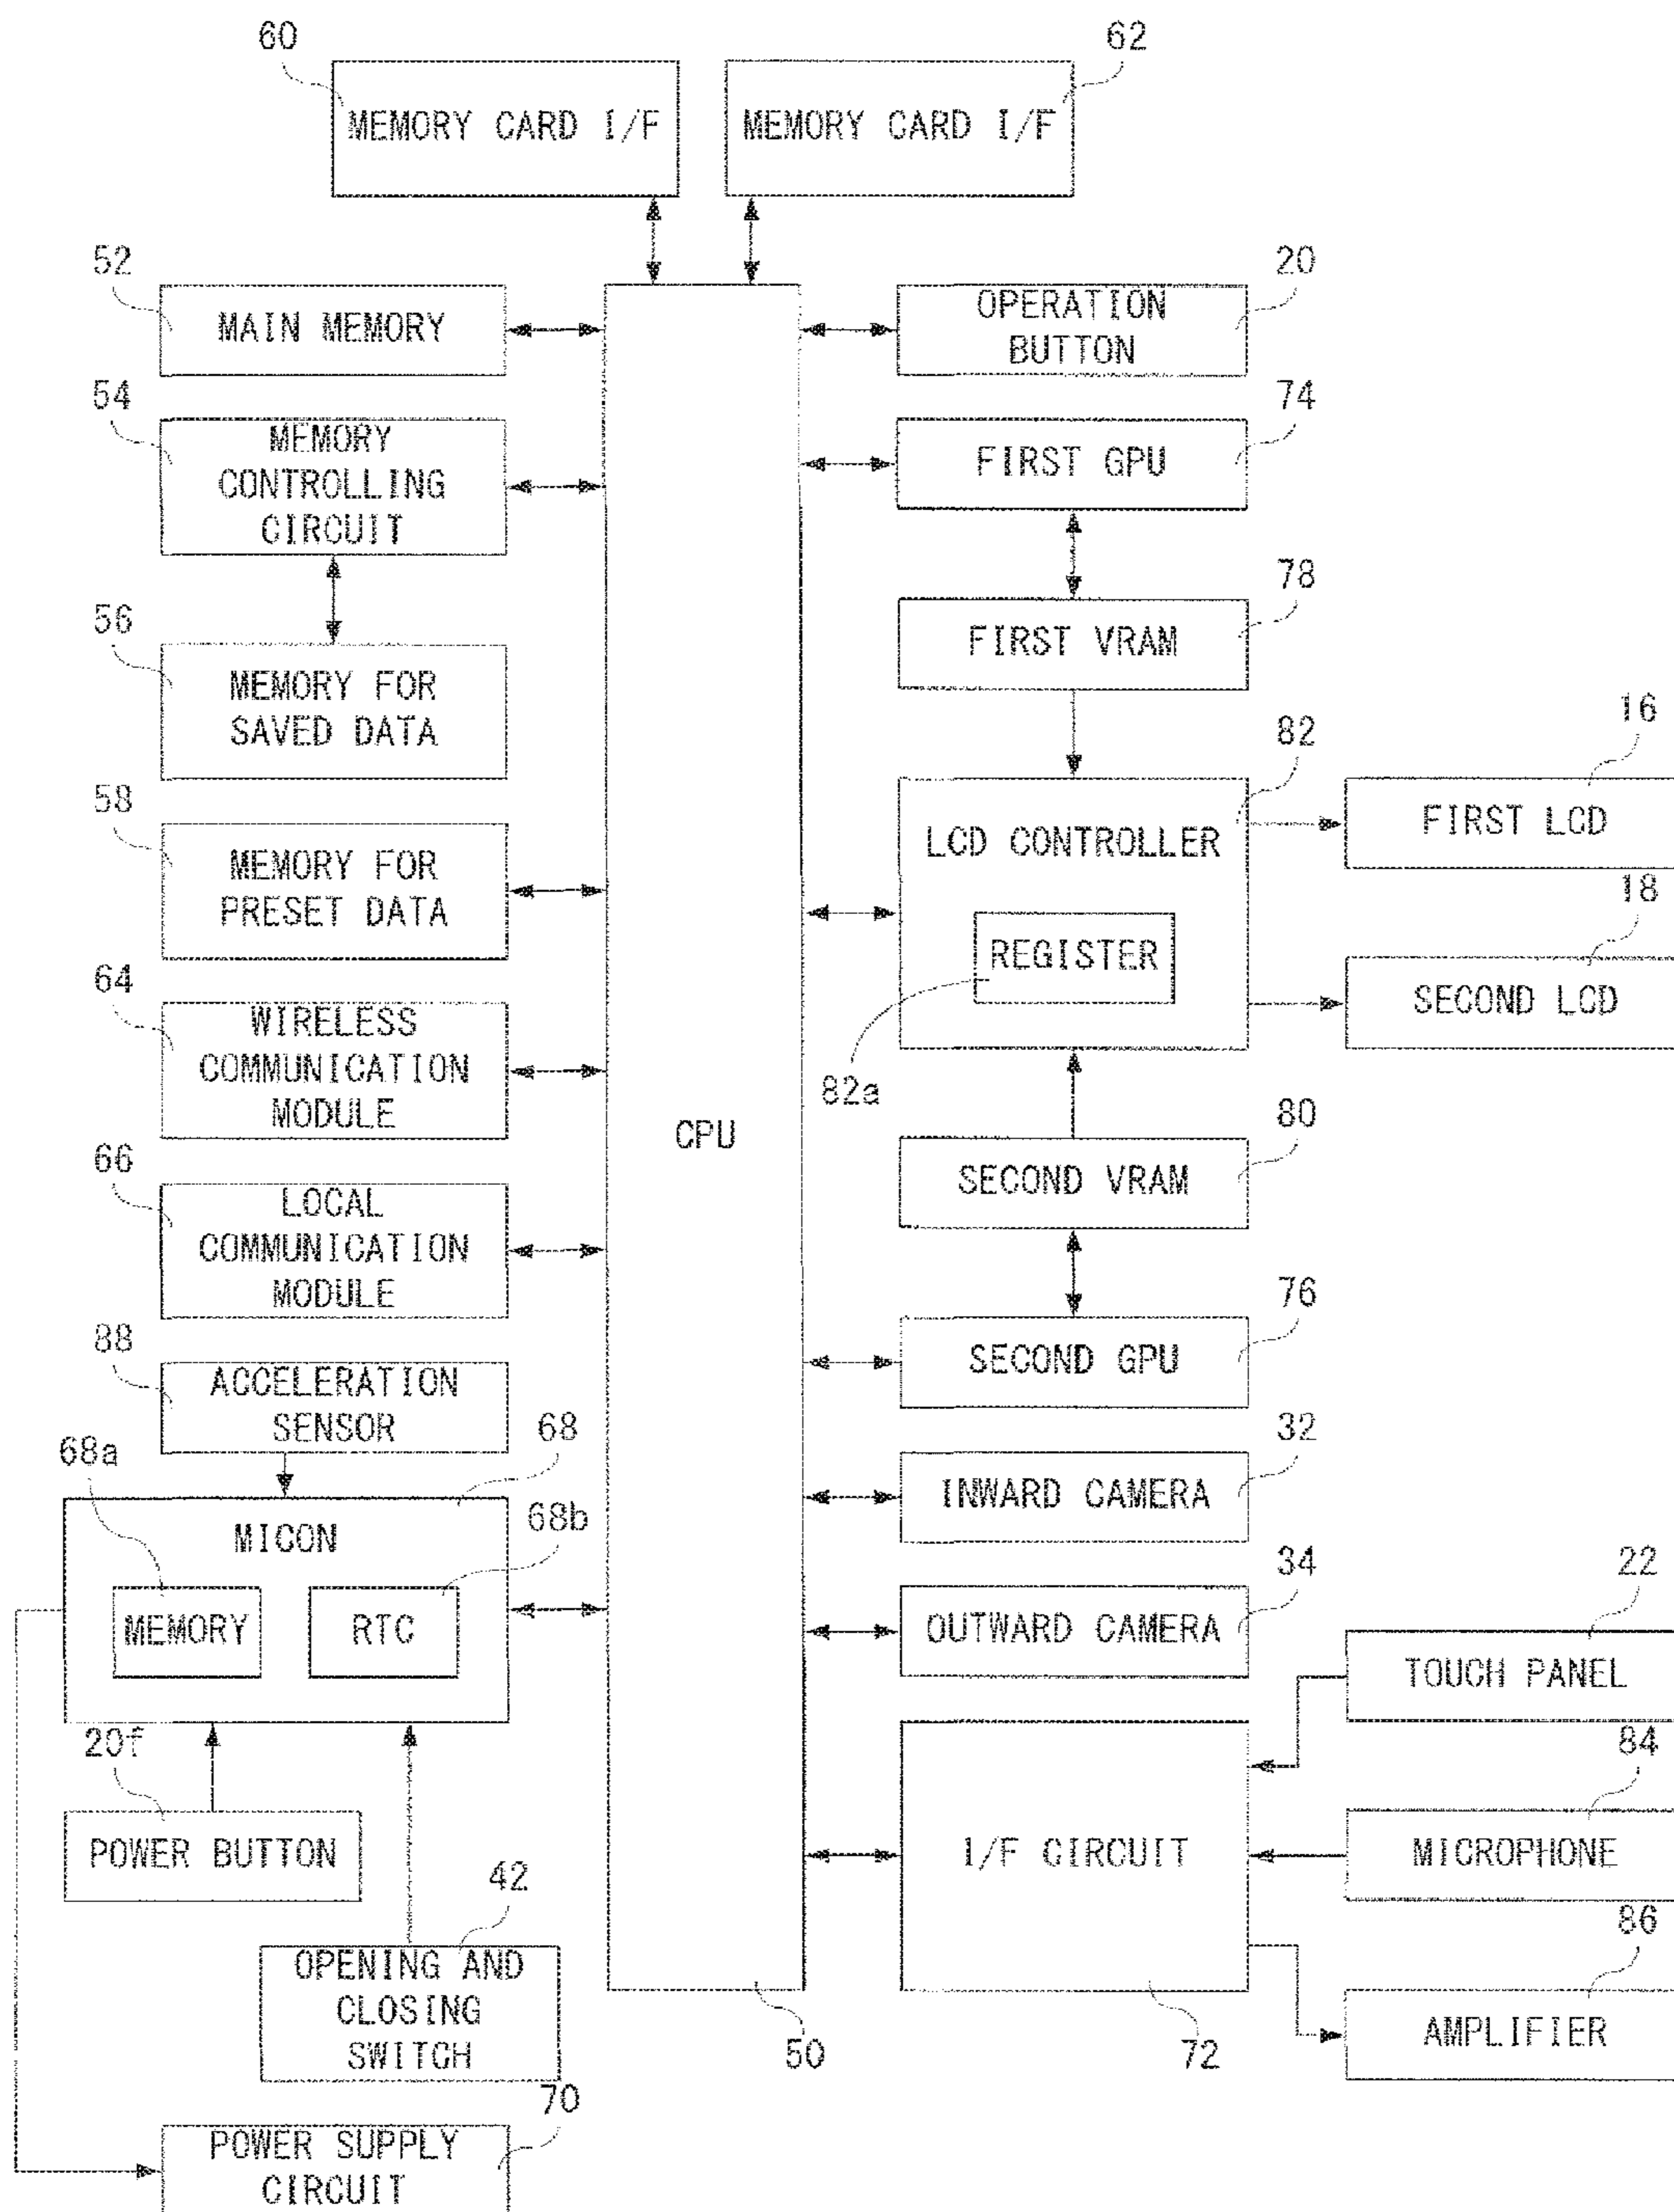 60
62
MEMORY CARD I/F
MEMORY CARD I/F
52
20
MAIN MEMORY
OPERATION
BUTTON
54
74
MEMORY
CONTROLLING
CIRCUIT
FIRST GPU
78
56
FIRST VRAM
MEMORY FOR
SAVED DATA
16
82
58
FIRST LCD
LCD CONTROLLER
MEMORY FOR
PRESET DATA
18
REGISTER
64
SECOND LCD
WIRELESS
COMMUNICATION
MODULE
82a
CPU
80
66
SECOND VRAM
LOCAL
COMMUNICATION
MODULE
76
88
SECOND GPU
ACCELERATION
SENSOR
68
32
68a
INWARD CAMERA
68b
MICON
34
22
MEMORY
RTC
OUTWARD CAMERA
TOUCH PANEL
20f
84
POWER BUTTON
I/F CIRCUIT
MICROPHONE
42
86
OPENING AND
CLOSING
SWITCH
AMPLIFIER
50
72
70
POWER SUPPLY
CIRCUIT